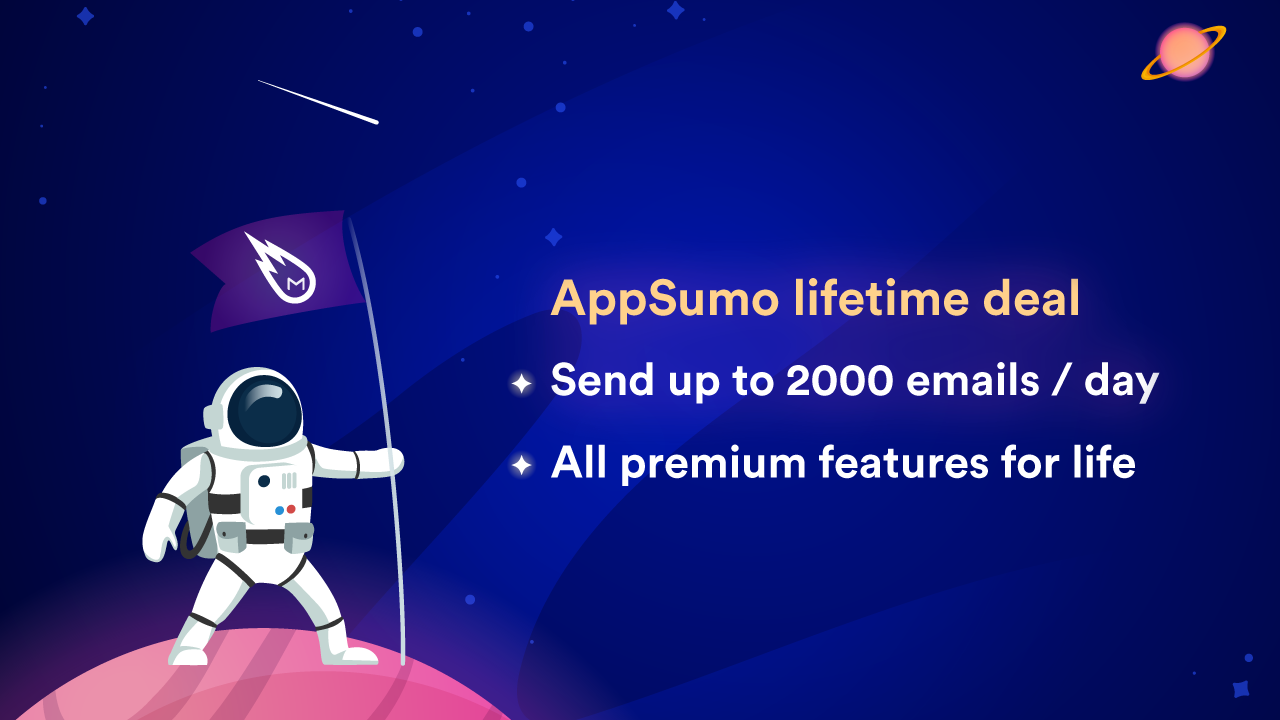 M
AppSumo lifetime deal
Send up to 2000 emails / day
All premium features for life